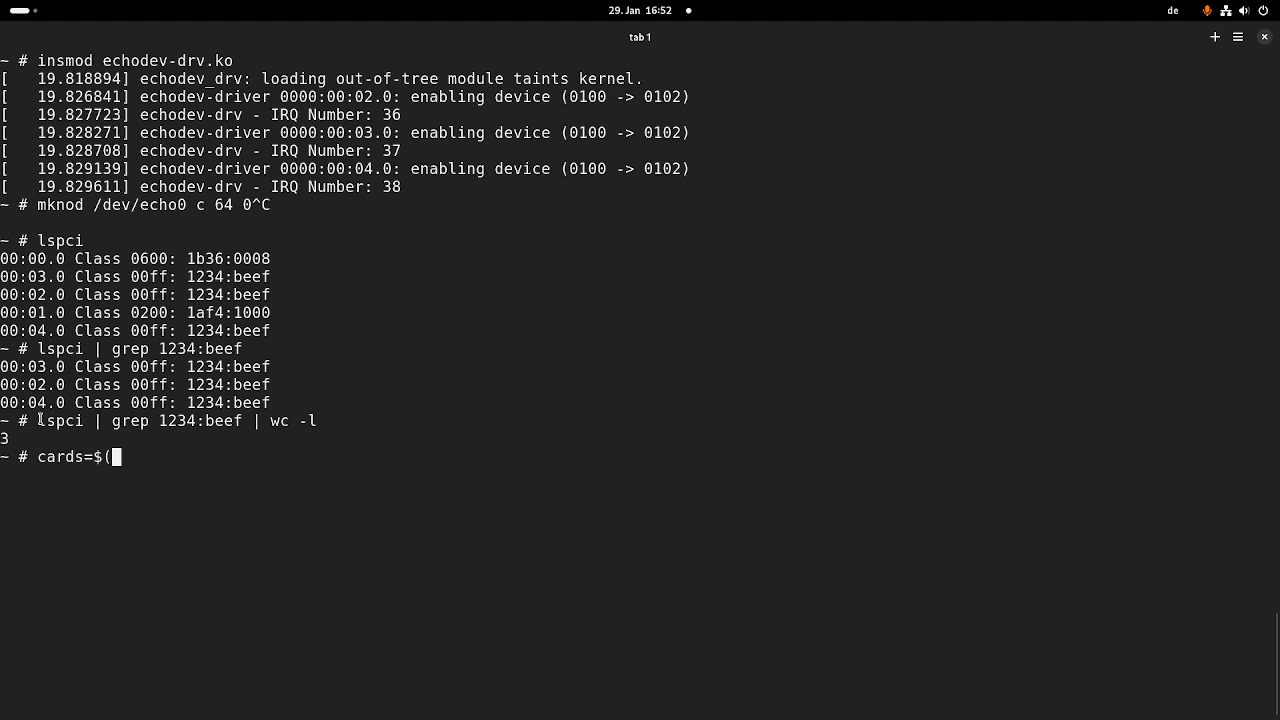 29. Jan 16:52
de
tab 1
~ # insmod echodev-drv.ko
[   19.818894] echodev_drv: loading out-of-tree module taints kernel.
[   19.826841] echodev-driver 0000:00:02.0: enabling device (0100 -> 0102)
[   19.827723] echodev-drv - IRQ Number: 36
[   19.828271] echodev-driver 0000:00:03.0: enabling device (0100 -> 0102)
[   19.828708] echodev-drv - IRQ Number: 37
[   19.829139] echodev-driver 0000:00:04.0: enabling device (0100 -> 0102)
[   19.829611] echodev-drv - IRQ Number: 38
~ # mknod /dev/echo0 c 64 0^C
~ # lspci
00:00.0 Class 0600: 1b36:0008
00:03.0 Class 00ff: 1234:beef
00:02.0 Class 00ff: 1234:beef
00:01.0 Class 0200: 1af4:1000
00:04.0 Class 00ff: 1234:beef
~ # lspci | grep 1234:beef
00:03.0 Class 00ff: 1234:beef
00:02.0 Class 00ff: 1234:beef
00:04.0 Class 00ff: 1234:beef
~ # lspci | grep 1234:beef | wc -l
3
~ # cards=$(